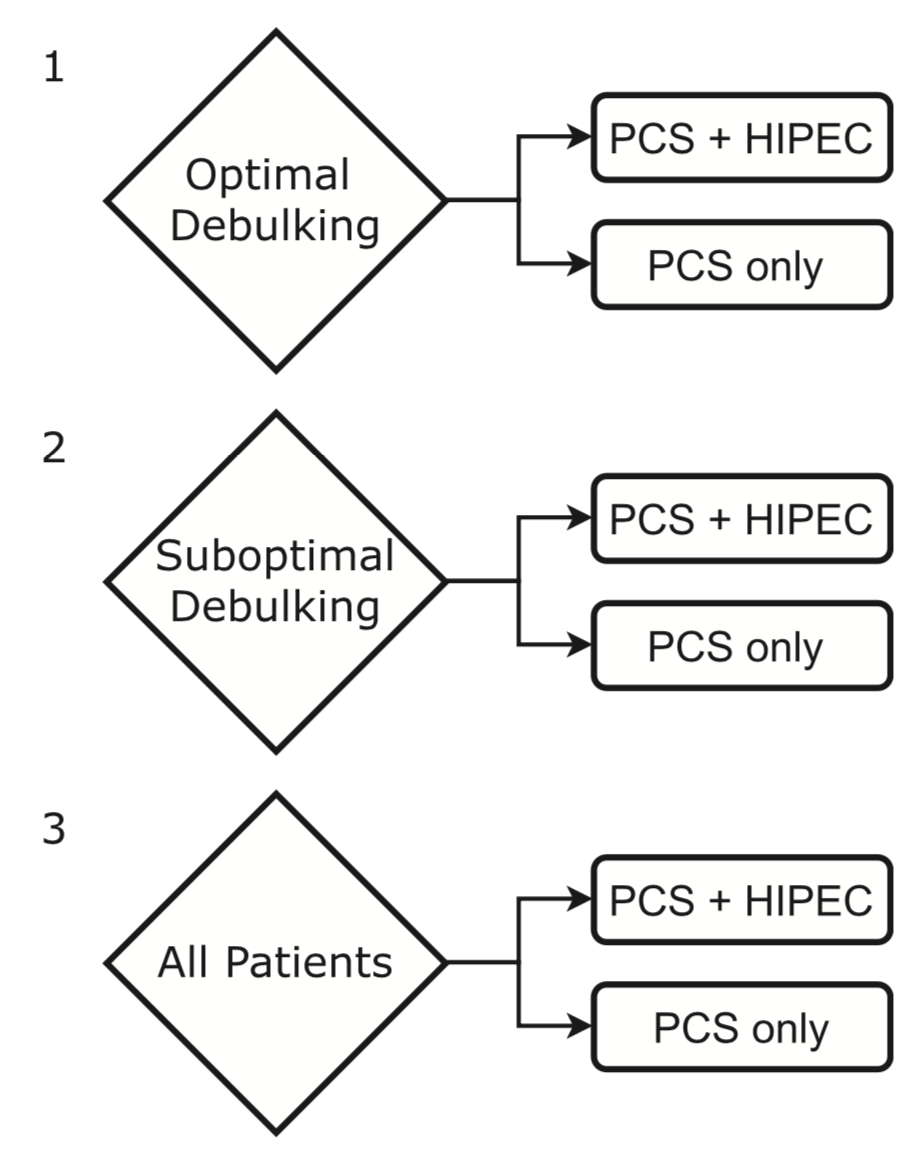 1
Optimal
Debulking
PCS + HIPEC
PCS only
2
Suboptimal
Debulking
PCS + HIPEC
PCS only
3
All Patients
PCS + HIPEC
PCS only